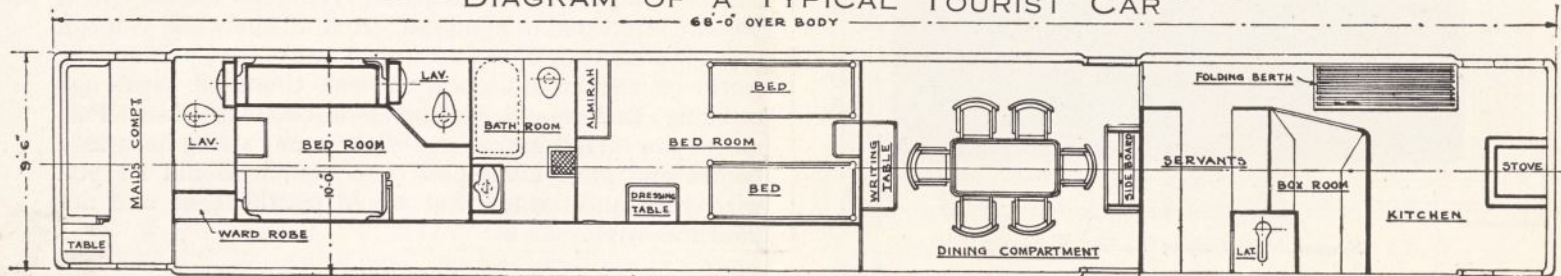 DIAGRAM OF A TYPICAL TOURIST CAR
68'-0" OVER BODY
9'-6"
MAIDS COMPT.
TABLE
LAV.
WARD ROBE
BED ROOM
10'-0"
LAV.
BATH ROOM
ALMIRAH
BED ROOM
BED
BED
DRESSING
TABLE
WRITING
TABLE
DINING COMPARTMENT
SIDE BOARD
SERVANTS
LAT.
BOX ROOM
FOLDING BERTH
KITCHEN
STOVE